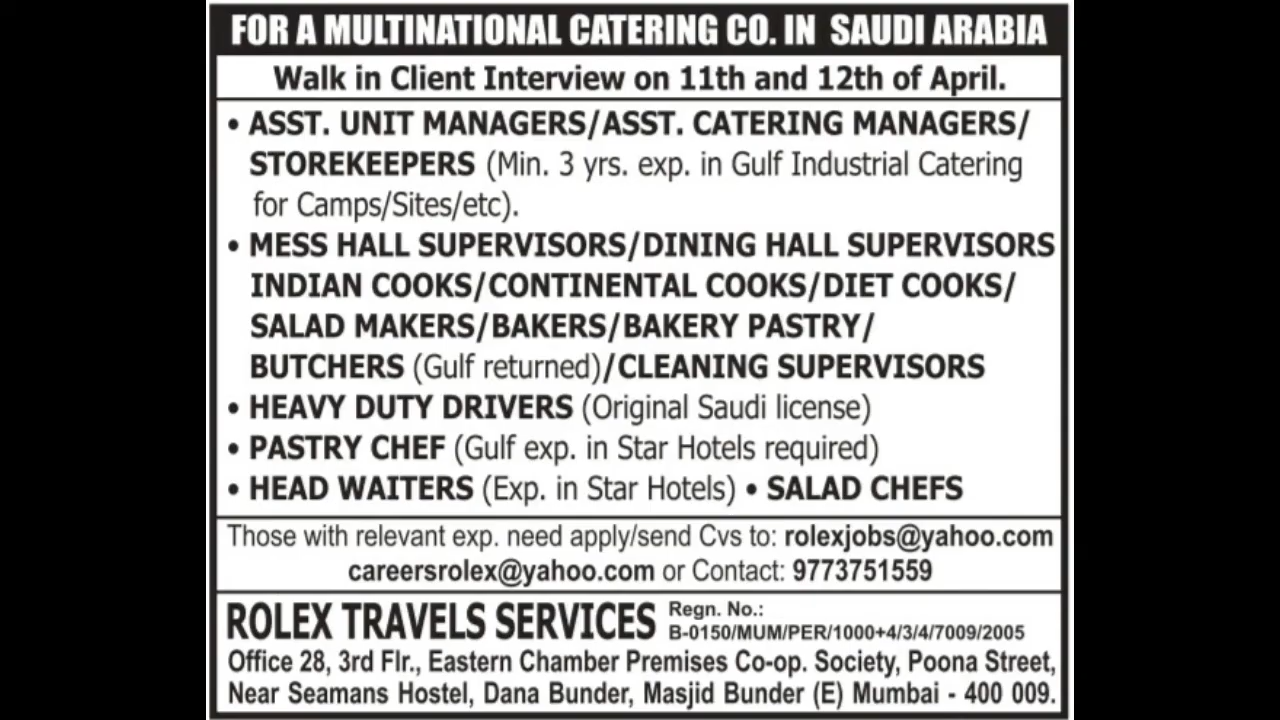 FOR A MULTINATIONAL CATERING CO. IN SAUDI ARABIA
Walk in Client Interview on 11th and 12th of April.
• ASST. UNIT MANAGERS/ASST. CATERING MANAGERS/
STOREKEEPERS (Min. 3 yrs. exp. in Gulf Industrial Catering
for Camps/Sites/etc).
• MESS HALL SUPERVISORS/DINING HALL SUPERVISORS
INDIAN COOKS/CONTINENTAL COOKS/DIET COOKS/
SALAD MAKERS/BAKERS/BAKERY PASTRY/
BUTCHERS (Gulf returned)/CLEANING SUPERVISORS
• HEAVY DUTY DRIVERS (Original Saudi license)
• PASTRY CHEF (Gulf exp. in Star Hotels required)
• HEAD WAITERS (Exp. in Star Hotels) • SALAD CHEFS
Those with relevant exp. need apply/send Cvs to: rolexjobs@yahoo.com
careersrolex@yahoo.com or Contact: 9773751559
ROLEX TRAVELS SERVICES Regn. No.:
B-0150/MUM/PER/1000+4/3/4/7009/2005
Office 28, 3rd Flr., Eastern Chamber Premises Co-op. Society, Poona Street,
Near Seamans Hostel, Dana Bunder, Masjid Bunder (E) Mumbai - 400 009.